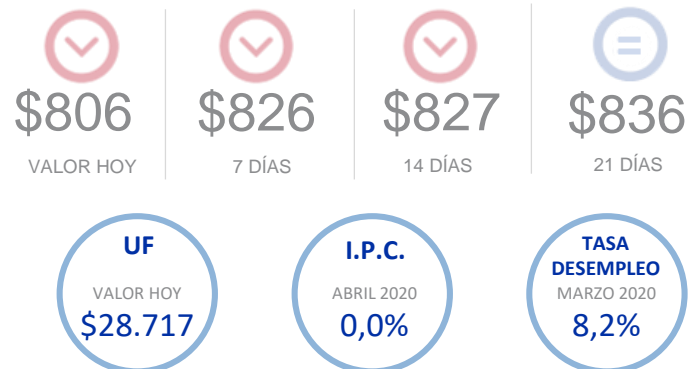 $806
VALOR HOY
$826
7 DÍAS
$827
14 DÍAS
$836
21 DÍAS
UF
VALOR HOY
$28.717
I.P.C.
ABRIL 2020
0,0%
TASA
DESEMPLEO
MARZO 2020
8,2%